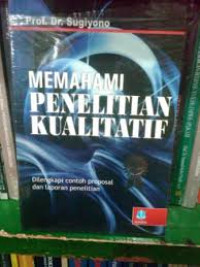 Prof. Dr. Sugiyono
MEMAHAMI
PENELITIAN
KUALITATIF
Dilengkapi contoh proposal
dan laporan penelitian